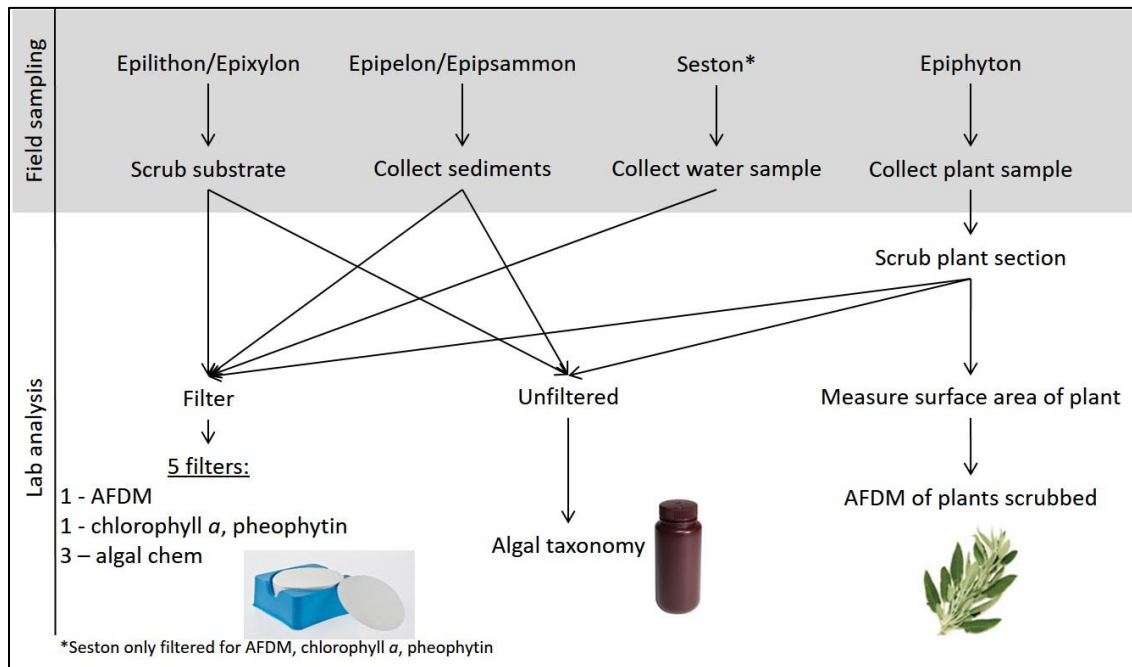 Field sampling
Epilithon/Epixylon
Epipelon/Epipsammon
Seston*
Epiphyton
Scrub substrate
Collect sediments
Collect water sample
Collect plant sample
Lab analysis
Scrub plant section
Filter
Unfiltered
Measure surface area of plant
5 filters:
1 - AFDM
1 - chlorophyll a, pheophytin
3 – algal chem
Algal taxonomy
AFDM of plants scrubbed
*Seston only filtered for AFDM, chlorophyll a, pheophytin